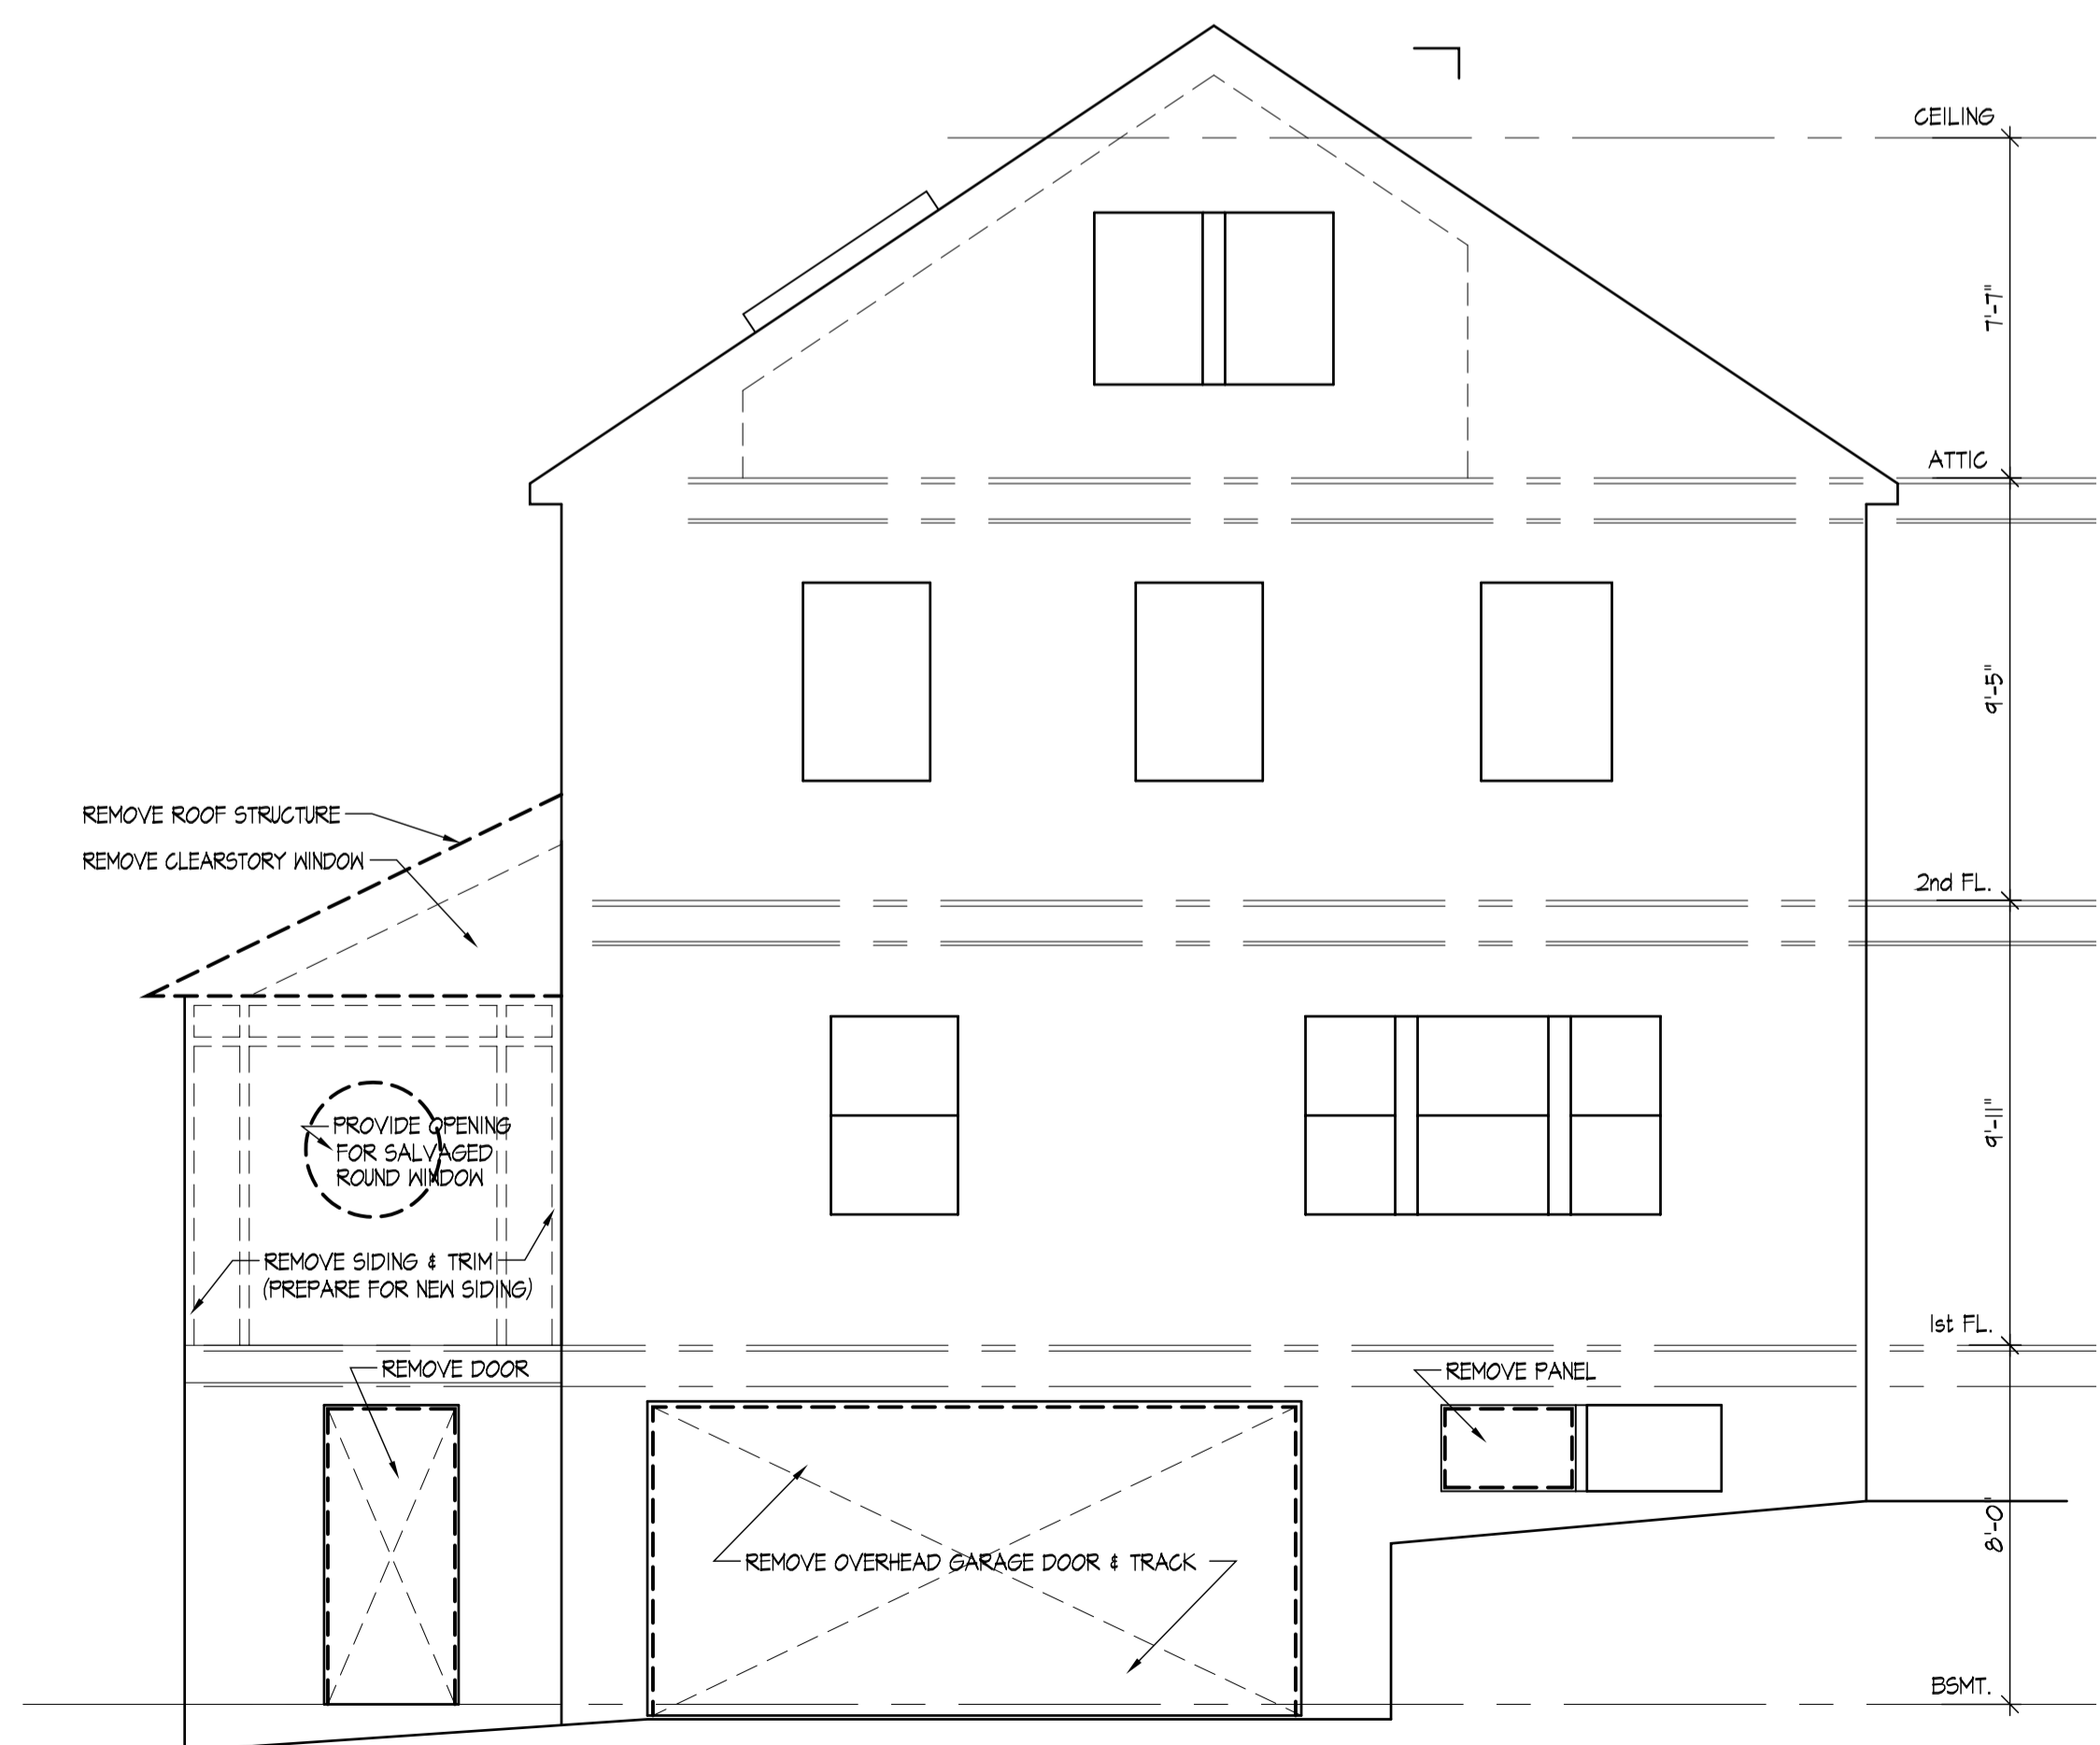 CEILING
7'-7"
ATTIC
9'-5"
REMOVE ROOF STRUCTURE
REMOVE CLEARSTORY WINDOW
2nd FL.
9'-11"
PROVIDE OPENING
FOR SALVAGED
ROUND WINDOW
REMOVE SIDING & TRIM
(PREPARE FOR NEW SIDING)
1st FL.
REMOVE DOOR
REMOVE PANEL
8'-0"
REMOVE OVERHEAD GARAGE DOOR & TRACK
BSMT.